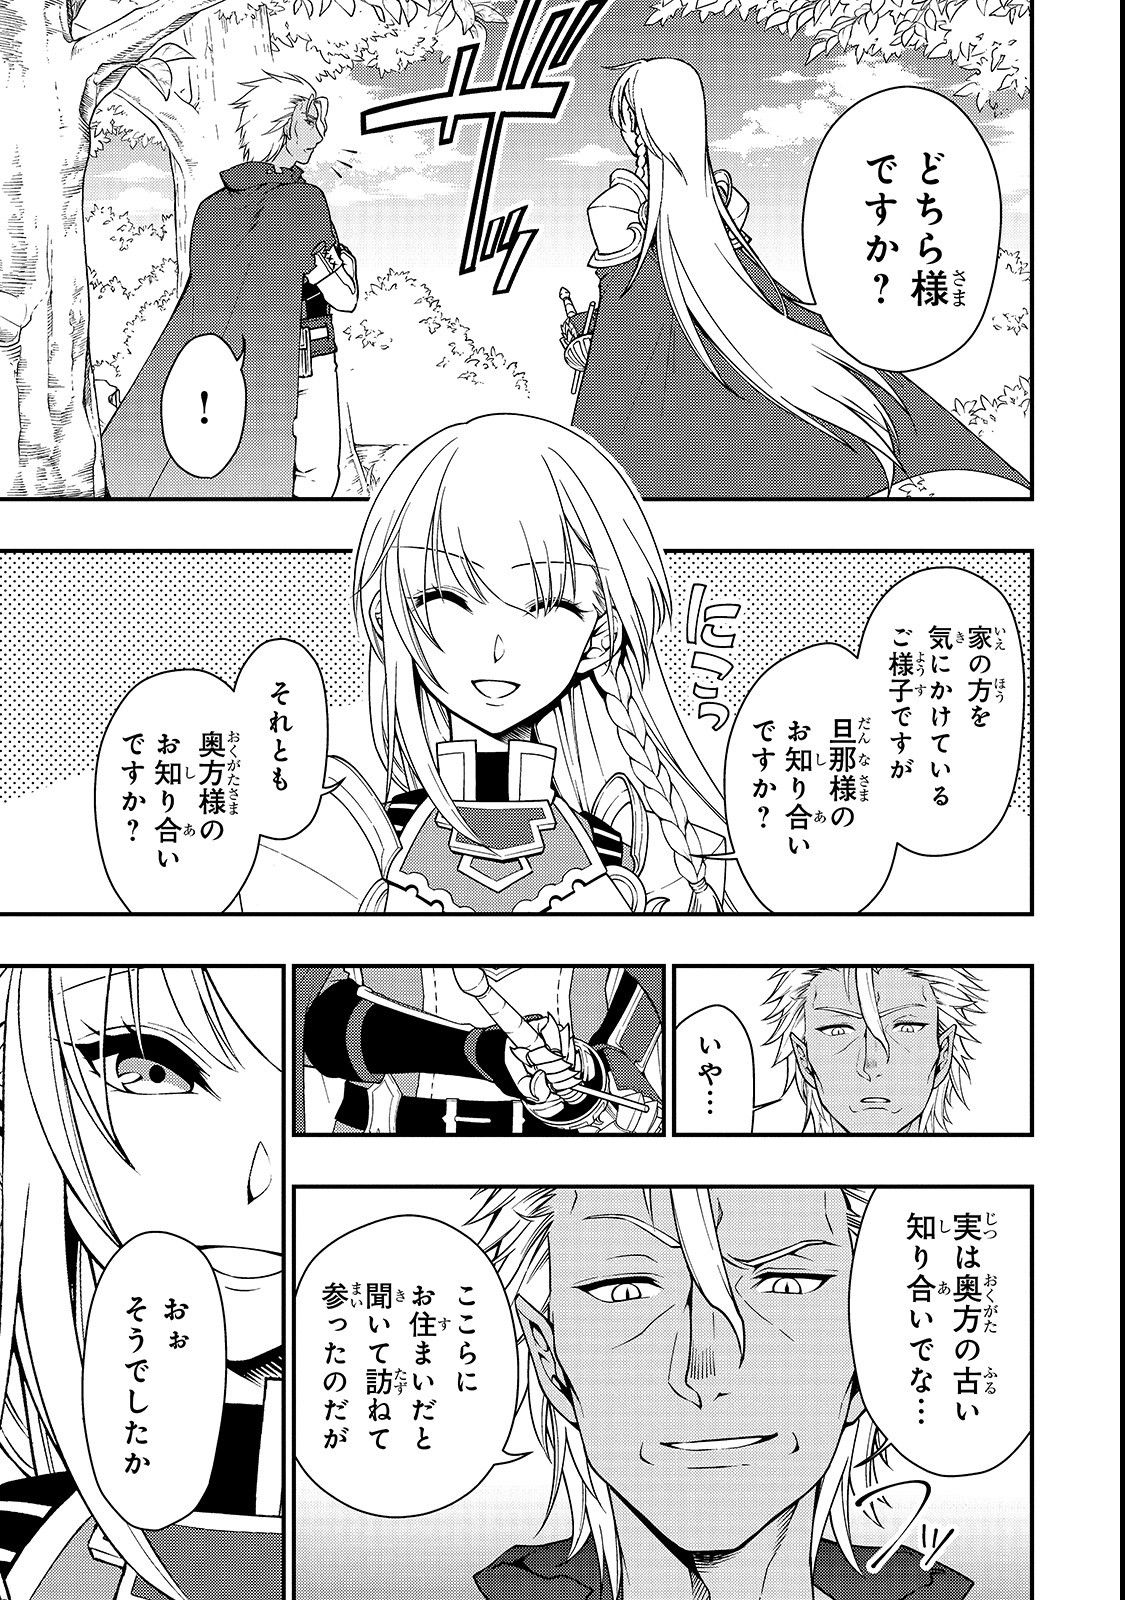 どちら様
ですか？
ザッ
！
家の方を
気にかけている
ご様子ですが
旦那様の
お知り合い
ですか？
にこっ
それとも
奥方様の
お知り合い
ですか？
いや…
実は奥方の古い
知り合いでな…
フッ
ここらに
お住まいだと
聞いて訪ねて
参ったのだが
おぉ
そうでしたか